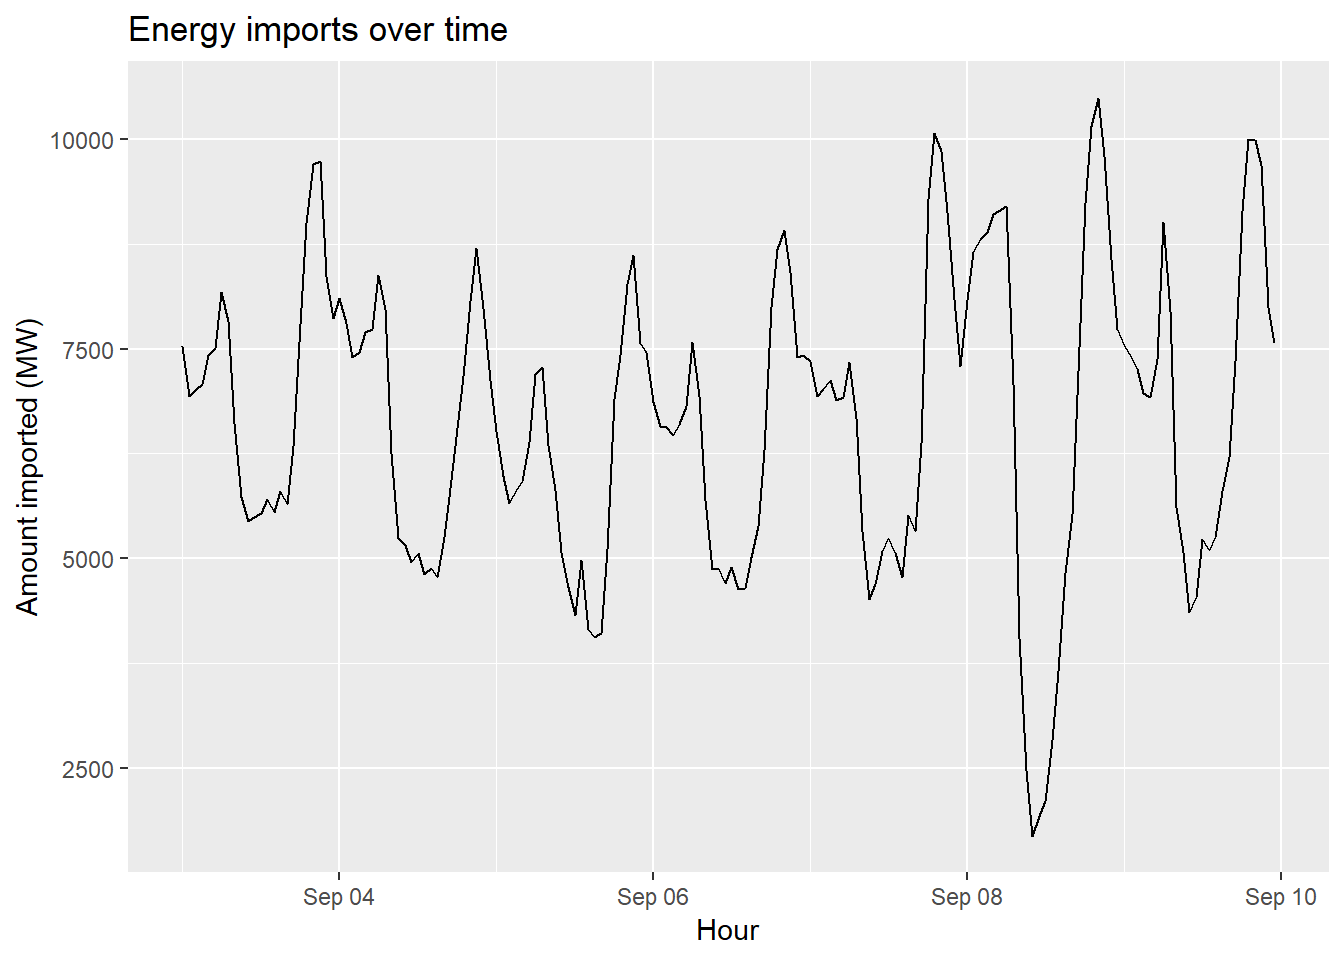 Energy imports over time
10000
7500
5000
2500
Amount imported (MW)
Sep 04
Sep 06
Sep 08
Sep 10
Hour